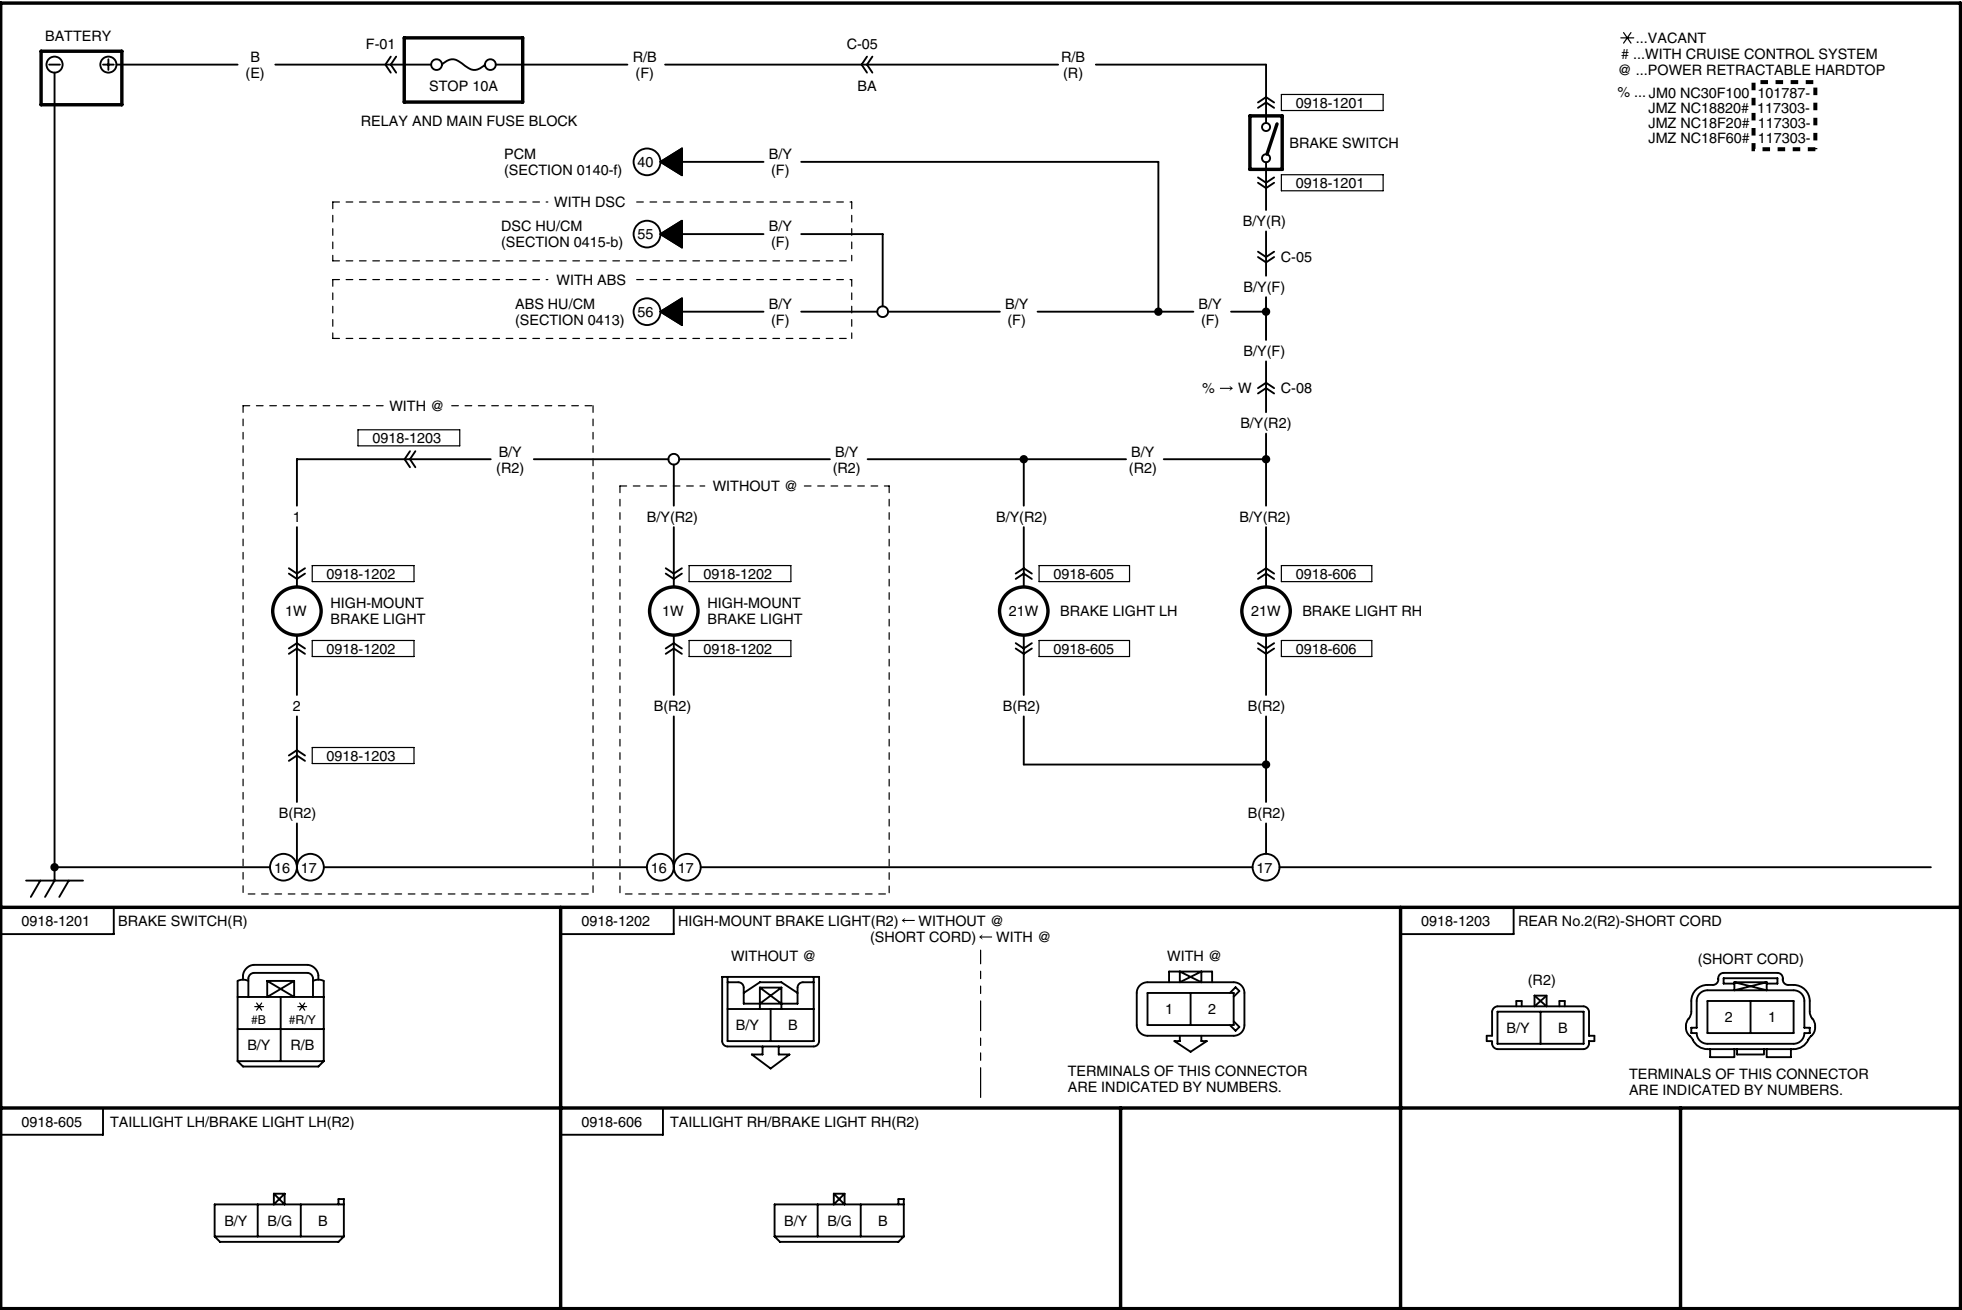 BATTERY
B
(E)
F-01
STOP 10A
RELAY AND MAIN FUSE BLOCK
R/B
(F)
C-05
BA
R/B
(R)
✳...VACANT
# ...WITH CRUISE CONTROL SYSTEM
@ ...POWER RETRACTABLE HARDTOP
% ... JM0 NC30F100 101787-
JMZ NC18820# 117303-
JMZ NC18F20# 117303-
JMZ NC18F60# 117303-
0918-1201
BRAKE SWITCH
0918-1201
B/Y(R)
C-05
B/Y(F)
PCM
(SECTION 0140-f)
40
B/Y
(F)
WITH DSC
DSC HU/CM
(SECTION 0415-b)
55
B/Y
(F)
WITH ABS
ABS HU/CM
(SECTION 0413)
56
B/Y
(F)
B/Y
(F)
B/Y
(F)
B/Y(F)
% → W
C-08
B/Y(R2)
WITH @
0918-1203
B/Y
(R2)
B/Y
(R2)
B/Y
(R2)
WITHOUT @
1
B/Y(R2)
B/Y(R2)
B/Y(R2)
0918-1202
0918-1202
0918-605
0918-606
1W
HIGH-MOUNT
BRAKE LIGHT
1W
HIGH-MOUNT
BRAKE LIGHT
21W
BRAKE LIGHT LH
21W
BRAKE LIGHT RH
0918-1202
0918-1202
0918-605
0918-606
2
B(R2)
B(R2)
B(R2)
0918-1203
B(R2)
B(R2)
16 17
16 17
17
0918-1201 BRAKE SWITCH(R)
✳ ✳
#B #R/Y
B/Y R/B
0918-1202 HIGH-MOUNT BRAKE LIGHT(R2) ← WITHOUT @
(SHORT CORD) ← WITH @
WITHOUT @
B/Y B
WITH @
1 2
TERMINALS OF THIS CONNECTOR
ARE INDICATED BY NUMBERS.
0918-1203 REAR No.2(R2)-SHORT CORD
(R2)
B/Y B
(SHORT CORD)
2 1
TERMINALS OF THIS CONNECTOR
ARE INDICATED BY NUMBERS.
0918-605 TAILLIGHT LH/BRAKE LIGHT LH(R2)
B/Y B/G B
0918-606 TAILLIGHT RH/BRAKE LIGHT RH(R2)
B/Y B/G B